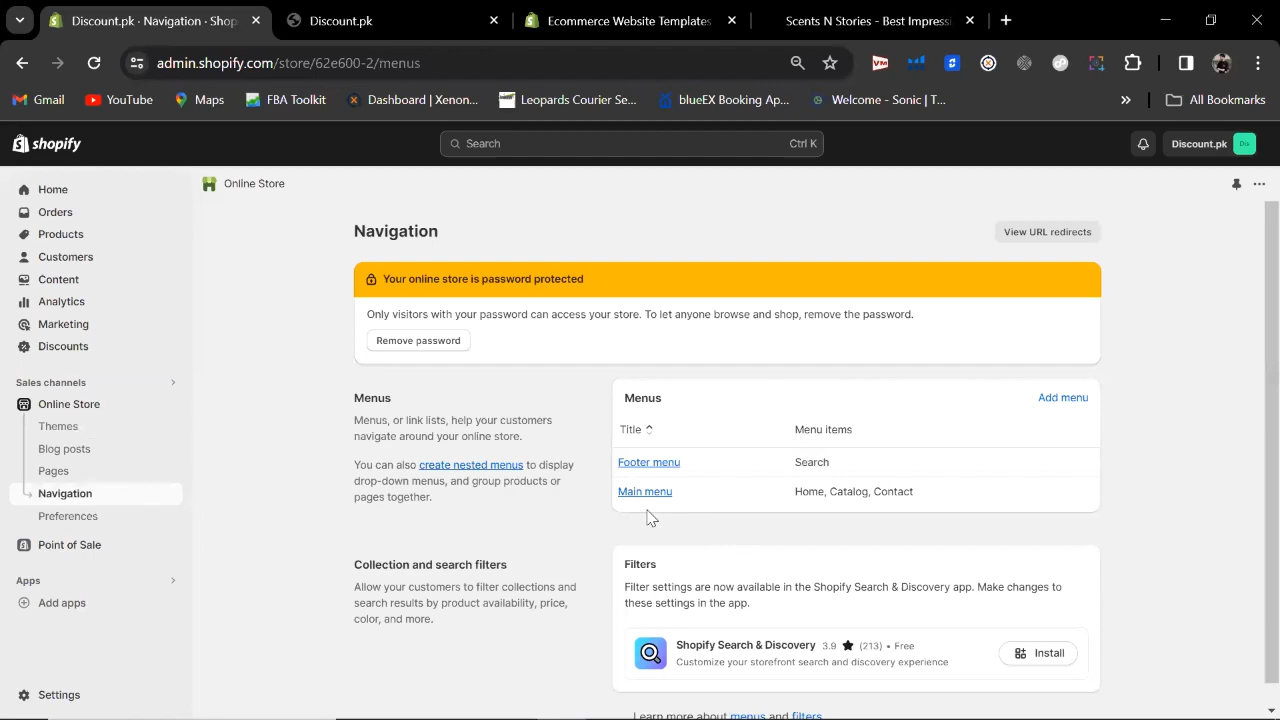 Discount.pk · Navigation · Shop
Discount.pk
Ecommerce Website Templates
Scents N Stories - Best Impressi
admin.shopify.com/store/62e600-2/menus
Gmail
YouTube
Maps
FBA Toolkit
Dashboard | Xenon...
Leopards Courier Se...
blueEX Booking Ap...
Welcome - Sonic | T...
All Bookmarks
shopify
Search
Ctrl K
Discount.pk
Dis
Home
Orders
Products
Customers
Content
Analytics
Marketing
Discounts
Sales channels
Online Store
Themes
Blog posts
Pages
Navigation
Preferences
Point of Sale
Apps
Add apps
Settings
Online Store
Navigation
View URL redirects
Your online store is password protected
Only visitors with your password can access your store. To let anyone browse and shop, remove the password.
Remove password
Menus
Menus, or link lists, help your customers
navigate around your online store.
You can also create nested menus to display
drop-down menus, and group products or
pages together.
Menus
Add menu
Title
Menu items
Footer menu
Search
Main menu
Home, Catalog, Contact
Collection and search filters
Allow your customers to filter collections and
search results by product availability, price,
color, and more.
Filters
Filter settings are now available in the Shopify Search & Discovery app. Make changes to
these settings in the app.
Shopify Search & Discovery 3.9 ★ (213) • Free
Customize your storefront search and discovery experience
Install
Learn more about menus and filters